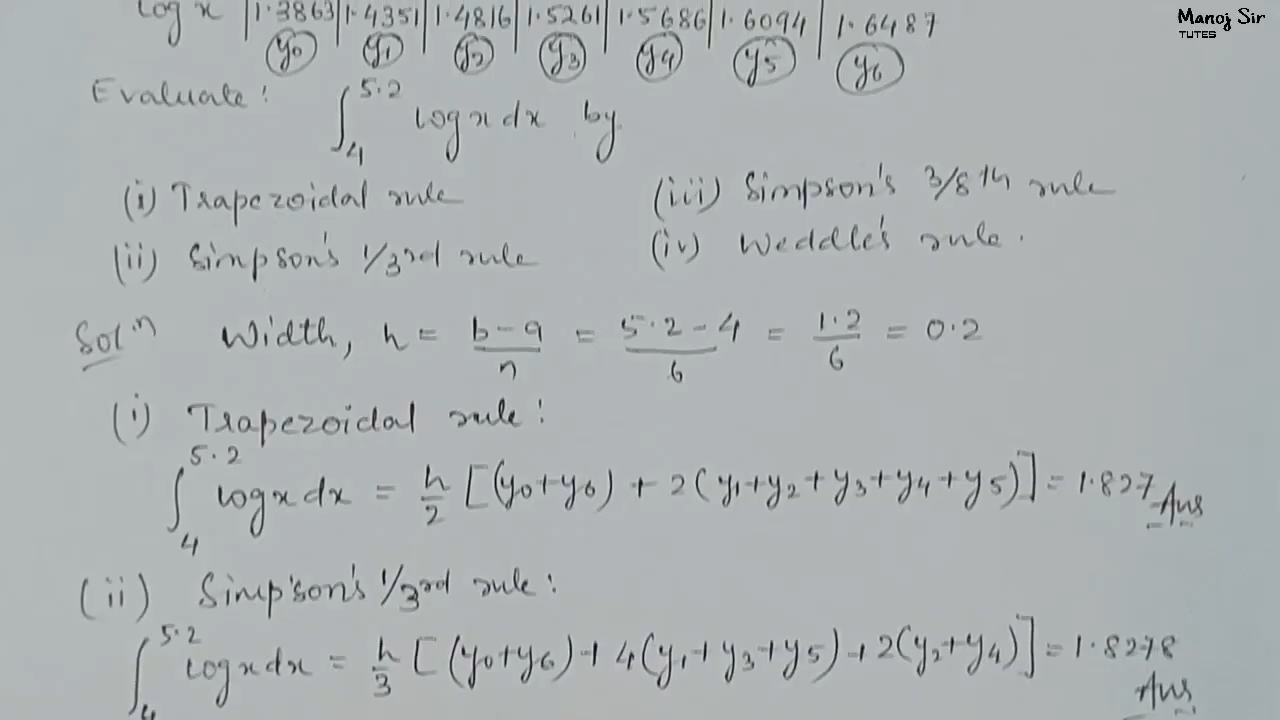 Manoj Sir
TUTES
log x | 1.3863 | 1.4351 | 1.4816 | 1.5261 | 1.5686 | 1.6094 | 1.6487
y0 y1 y2 y3 y4 y5 y6
Evaluate: ∫_4^5.2 log x dx by
(i) Trapezoidal rule
(iii) Simpson's 3/8th rule
(ii) Simpson's 1/3rd rule
(iv) Weddle's rule.
Solⁿ Width, h = (b-a)/n = (5.2-4)/6 = 1.2/6 = 0.2
(i) Trapezoidal rule:
∫_4^5.2 log x dx = h/2 [(y0+y6) + 2(y1+y2+y3+y4+y5)] = 1.827 Ans
(ii) Simpson's 1/3rd rule:
∫_4^5.2 log x dx = h/3 [(y0+y6) + 4(y1+y3+y5) + 2(y2+y4)] = 1.8278
Ans